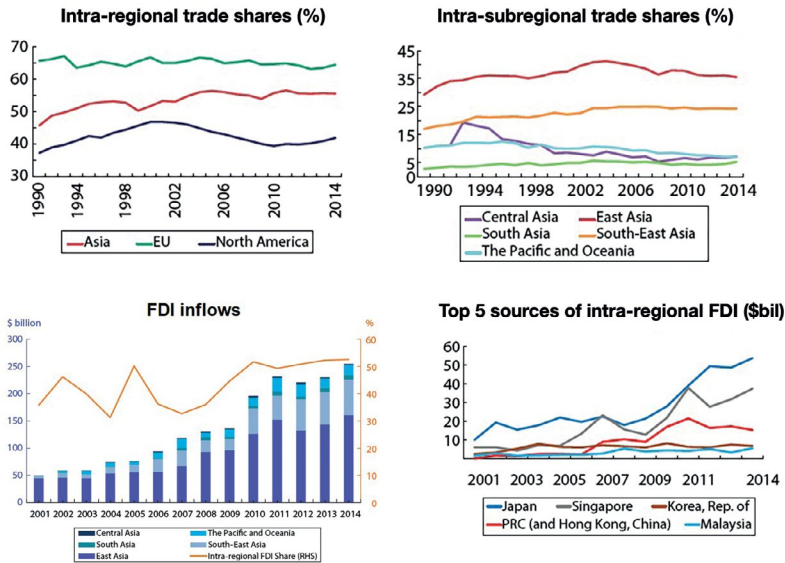 Intra-regional trade shares (%)
70
60
50
40
30
1990
1994
1998
2002
2006
2010
2014
Asia EU North America
Intra-subregional trade shares (%)
45
35
25
15
5
0
1990 1994 1998 2002 2006 2010 2014
Central Asia East Asia
South Asia South-East Asia
The Pacific and Oceania
FDI inflows
$ billion %
300 60
250 50
200 40
150 30
100 20
50 10
0 0
2001 2002 2003 2004 2005 2006 2007 2008 2009 2010 2011 2012 2013 2014
Central Asia The Pacific and Oceania
South Asia South-East Asia
East Asia Intra-regional FDI Share (RHS)
Top 5 sources of intra-regional FDI ($bil)
60
50
40
30
20
10
2001 2003 2005 2007 2009 2011 2014
Japan Singapore Korea, Rep. of
PRC (and Hong Kong, China) Malaysia